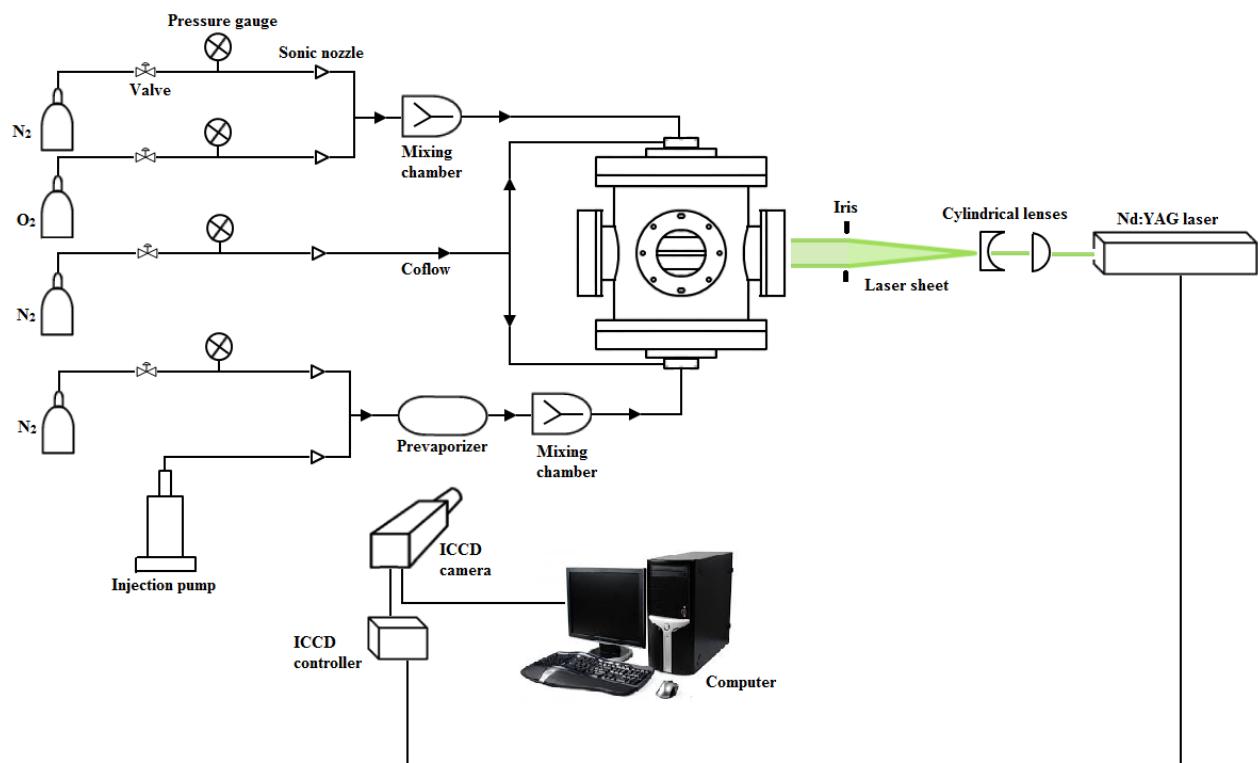 Pressure gauge
Sonic nozzle
Valve
N2
Mixing
chamber
O2
Iris
Cylindrical lenses
Nd:YAG laser
Coflow
Laser sheet
N2
N2
Prevaporizer
Mixing
chamber
ICCD
camera
Injection pump
ICCD
controller
Computer